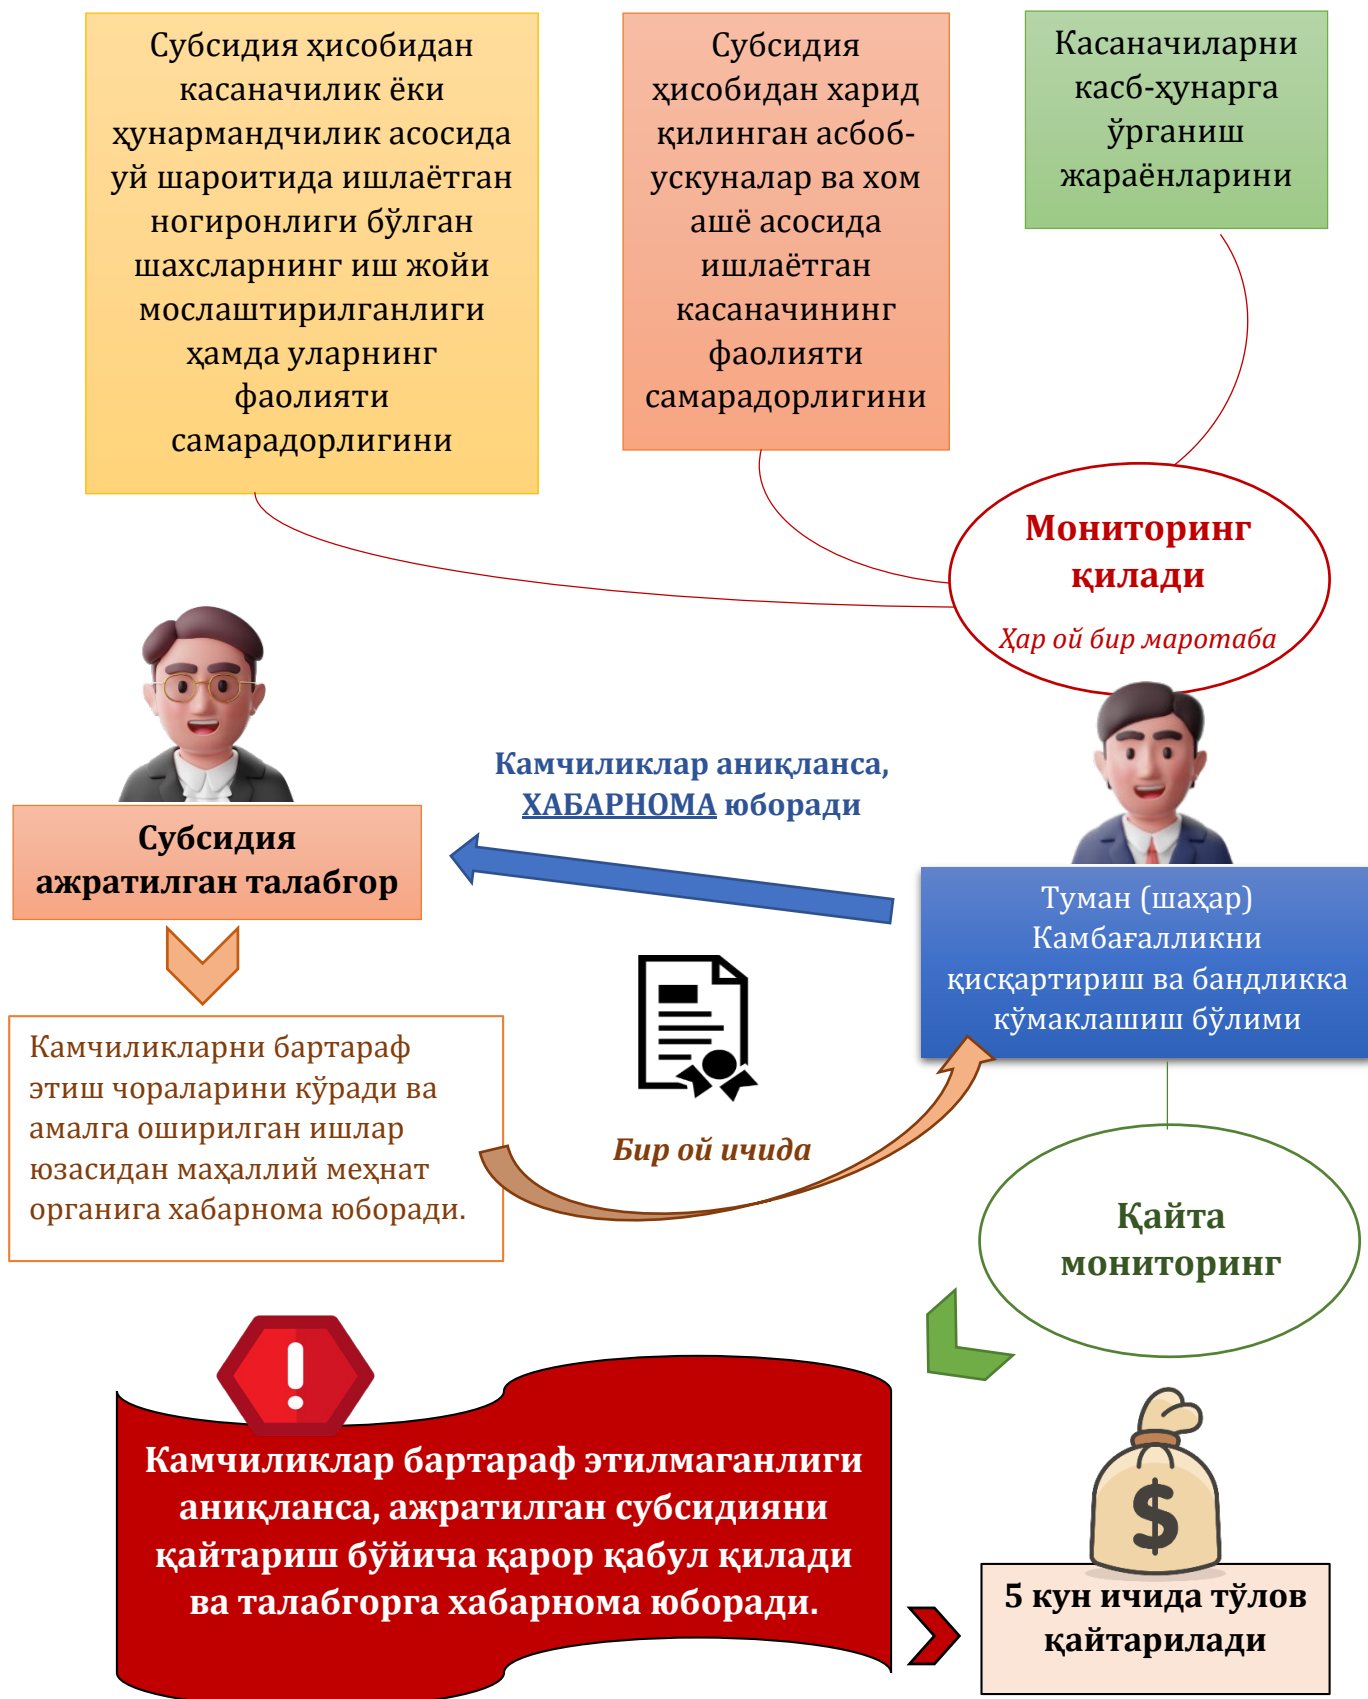 Субсидия ҳисобидан
касаначилик ёки
ҳунармандчилик асосида
уй шароитида ишлаётган
ногиронлиги бўлган
шахсларнинг иш жойи
мослаштирилганлиги
ҳамда уларнинг
фаолияти
самарадорлигини
Субсидия
ҳисобидан харид
қилинган асбоб-
ускуналар ва хом
ашё асосида
ишлаётган
касаначининг
фаолияти
самарадорлигини
Касаначиларни
касб-ҳунарга
ўрганиш
жараёнларини
Мониторинг
қилади
Ҳар ой бир маротаба
Камчиликлар аниқланса,
ХАБАРНОМА юборади
Субсидия
ажратилган талабгор
Туман (шаҳар)
Камбағалликни
қисқартириш ва бандликка
кўмаклашиш бўлими
Камчиликларни бартараф
этиш чораларини кўради ва
амалга оширилган ишлар
юзасидан маҳаллий меҳнат
органига хабарнома юборади.
Бир ой ичида
Қайта
мониторинг
Камчиликлар бартараф этилмаганлиги
аниқланса, ажратилган субсидияни
қайтариш бўйича қарор қабул қилади
ва талабгорга хабарнома юборади.
5 кун ичида тўлов
қайтарилади